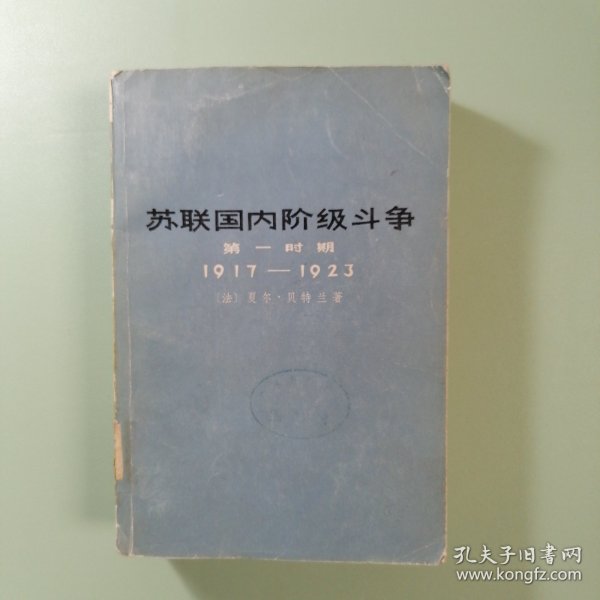 苏联国内阶级斗争
第一时期
1917—1923
〔法〕夏尔·贝特兰著
孔夫子旧书网
www.kongfz.com